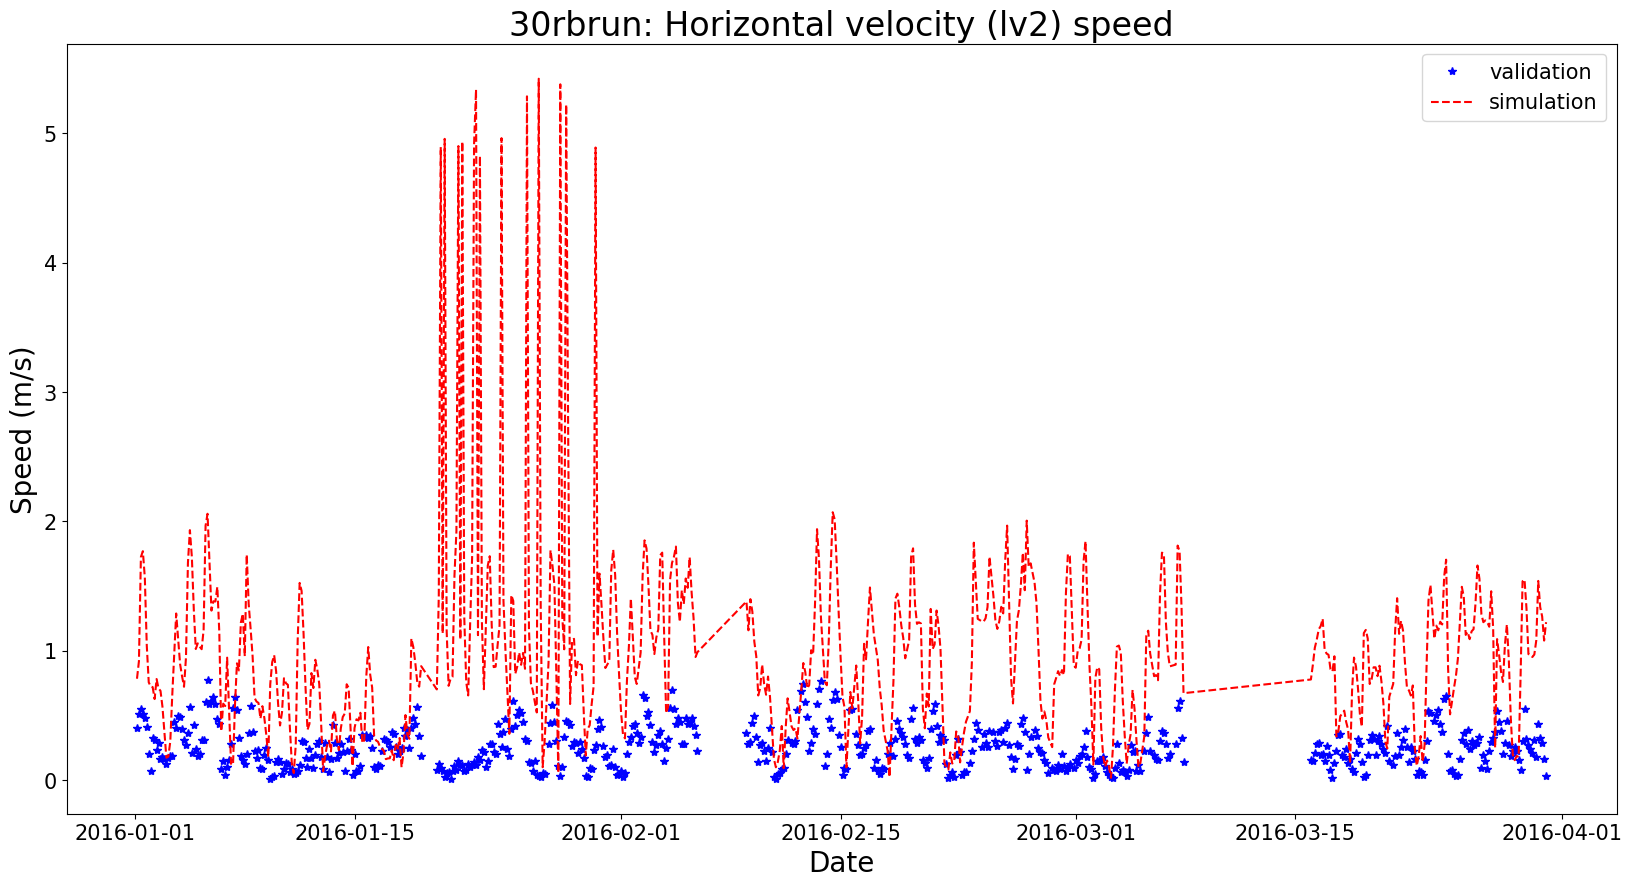 30rbrun: Horizontal velocity (lv2) speed
validation
simulation
Speed (m/s)
5
4
3
2
1
0
2016-01-01 2016-01-15 2016-02-01 2016-02-15 2016-03-01 2016-03-15 2016-04-01
Date